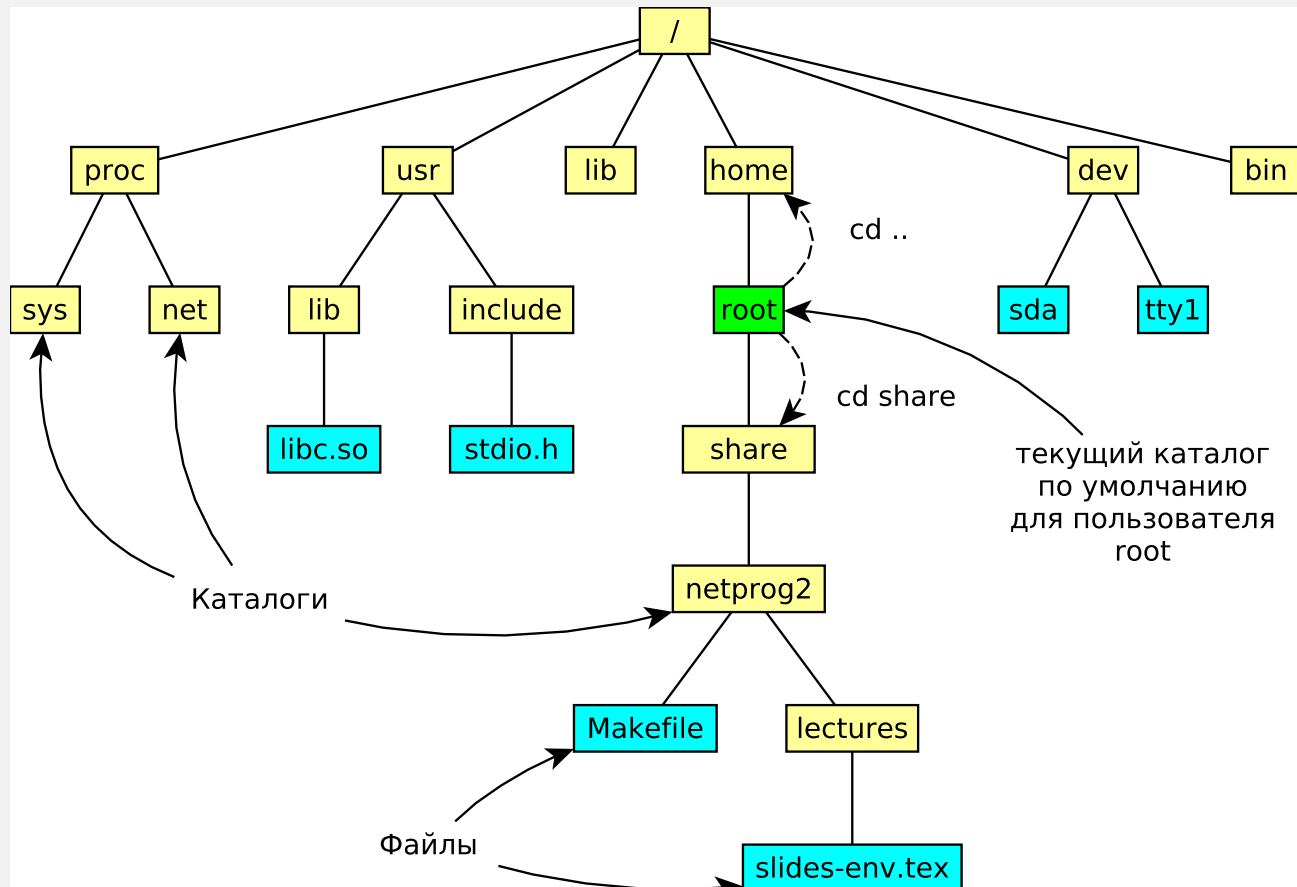 /
proc
usr
lib
home
dev
bin
cd ..
sys
net
lib
include
root
sda
tty1
cd share
libc.so
stdio.h
share
текущий каталог
по умолчанию
для пользователя
root
Каталоги
netprog2
Makefile
lectures
Файлы
slides-env.tex